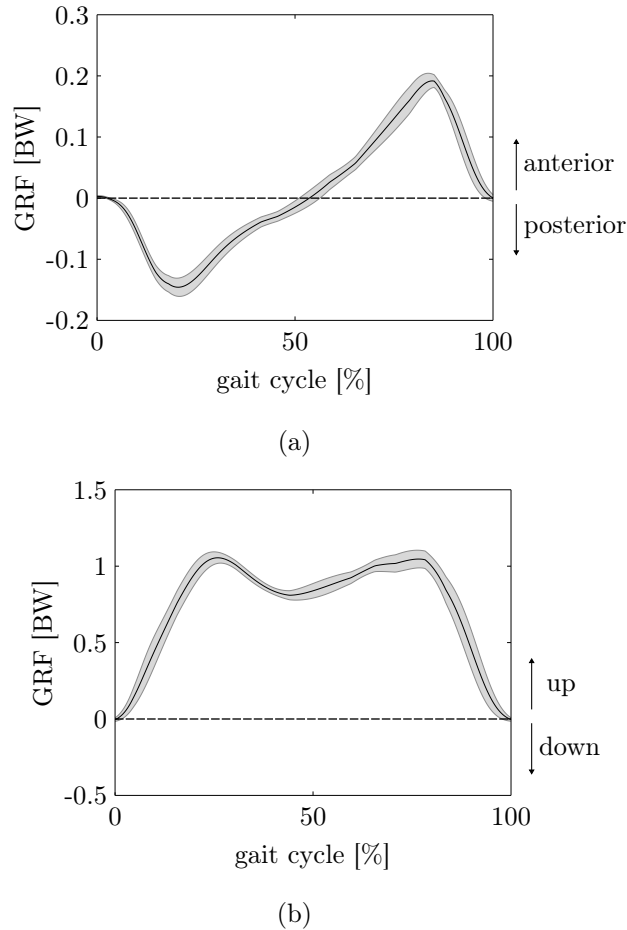 0.3
0.2
0.1
0
-0.1
-0.2
GRF [BW]
0
50
100
gait cycle [%]
anterior
posterior
(a)
1.5
1
0.5
0
-0.5
GRF [BW]
0
50
100
gait cycle [%]
up
down
(b)